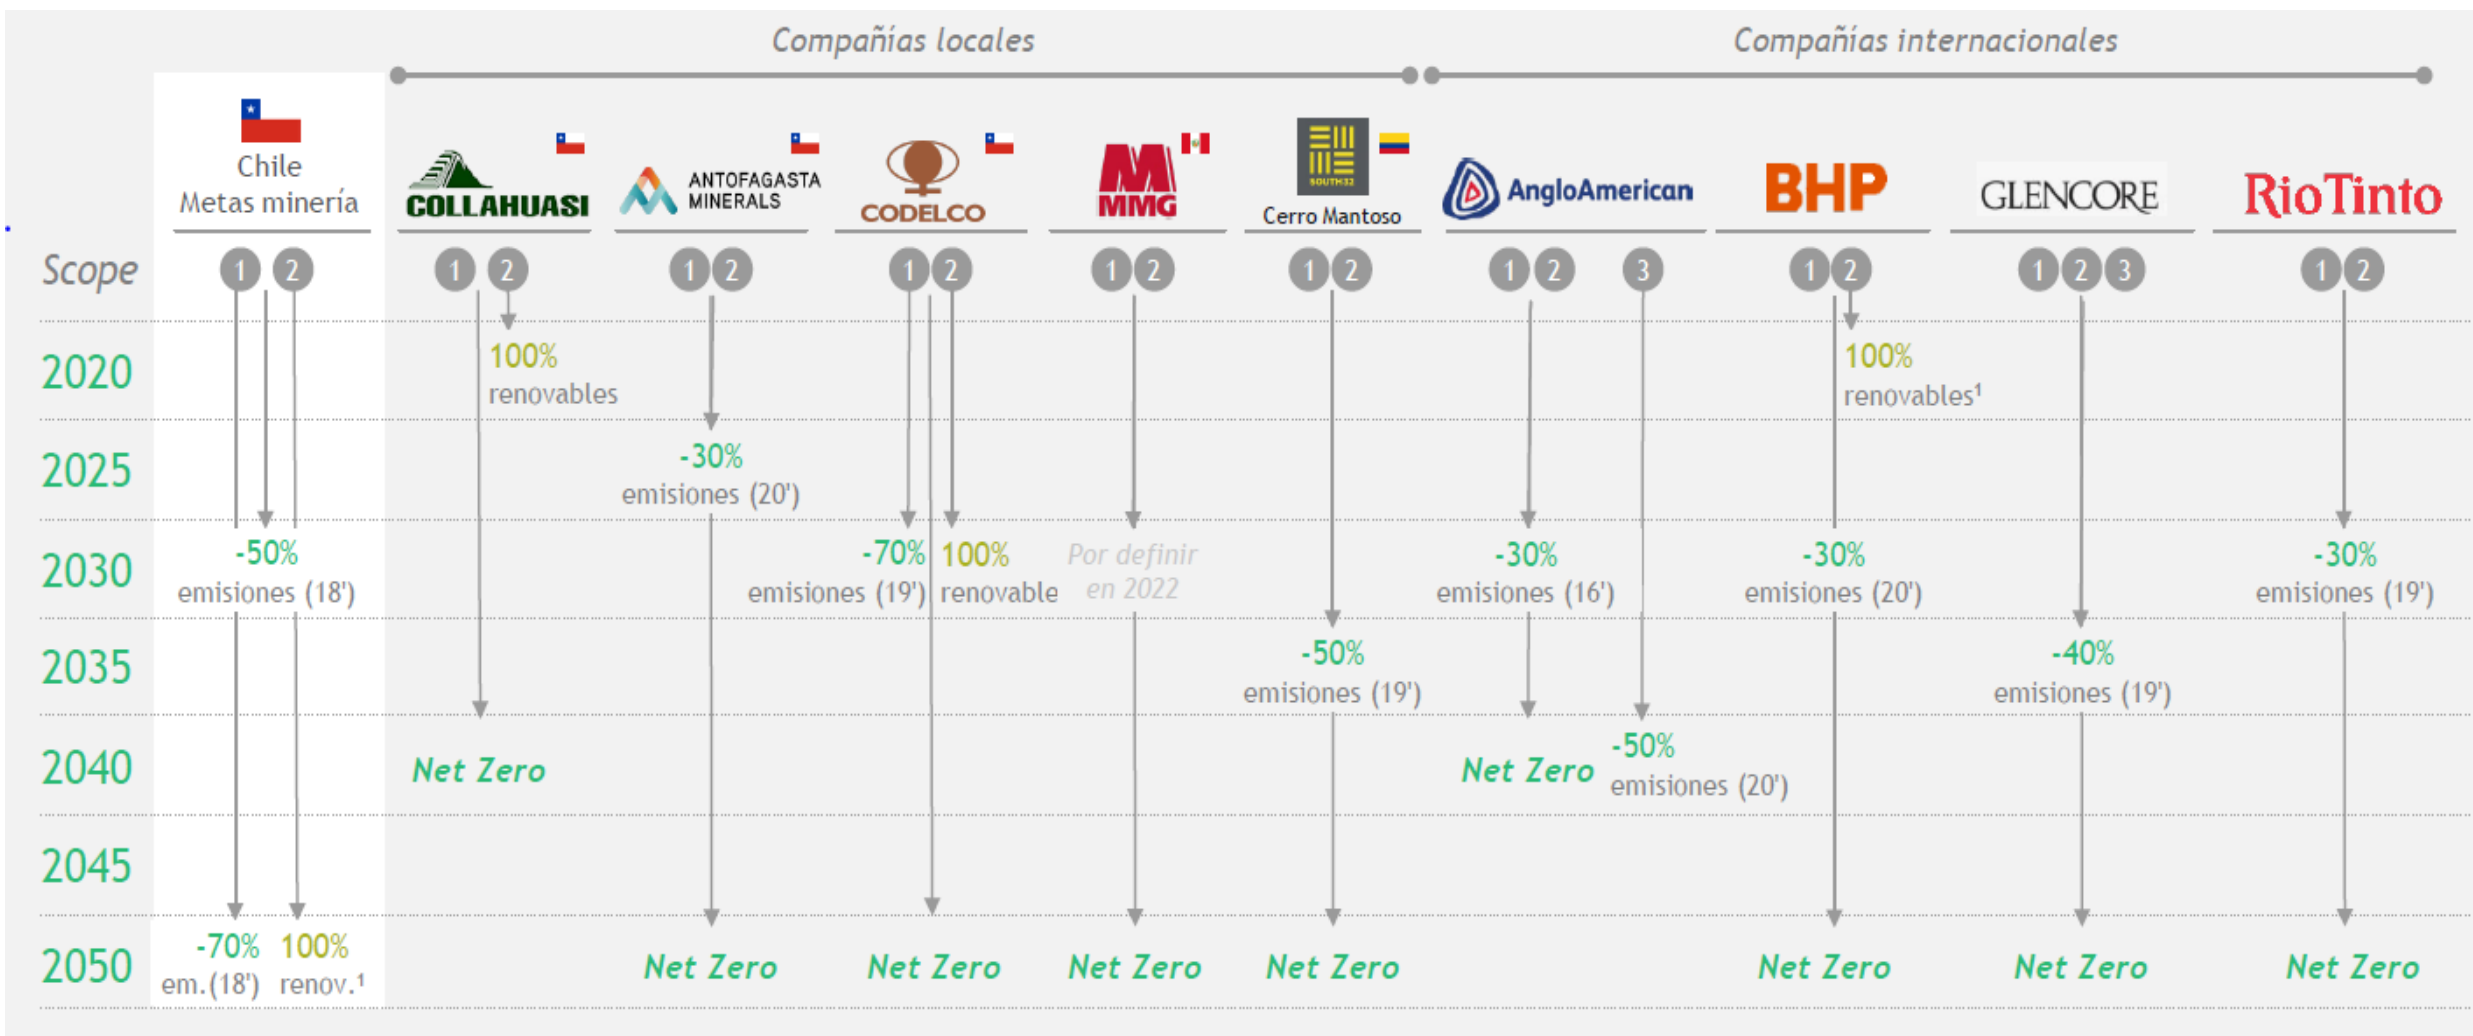 Compañías locales
Compañías internacionales
Chile
Metas minería
COLLAHUASI
ANTOFAGASTA
MINERALS
CODELCO
MMG
SOUTH32
Cerro Mantoso
AngloAmerican
BHP
GLENCORE
RioTinto
Scope
1 2
1 2
1 2
1 2
1 2
1 2
1 2 3
1 2
1 2 3
1 2
2020
100%
renovables
100%
renovables¹
2025
-30%
emisiones (20')
2030
-50%
emisiones (18')
-70%
emisiones (19')
100%
renovable
Por definir
en 2022
-30%
emisiones (16')
-30%
emisiones (20')
-30%
emisiones (19')
2035
-50%
emisiones (19')
-40%
emisiones (19')
2040
Net Zero
Net Zero
-50%
emisiones (20')
2045
2050
-70%
em.(18')
100%
renov.¹
Net Zero
Net Zero
Net Zero
Net Zero
Net Zero
Net Zero
Net Zero